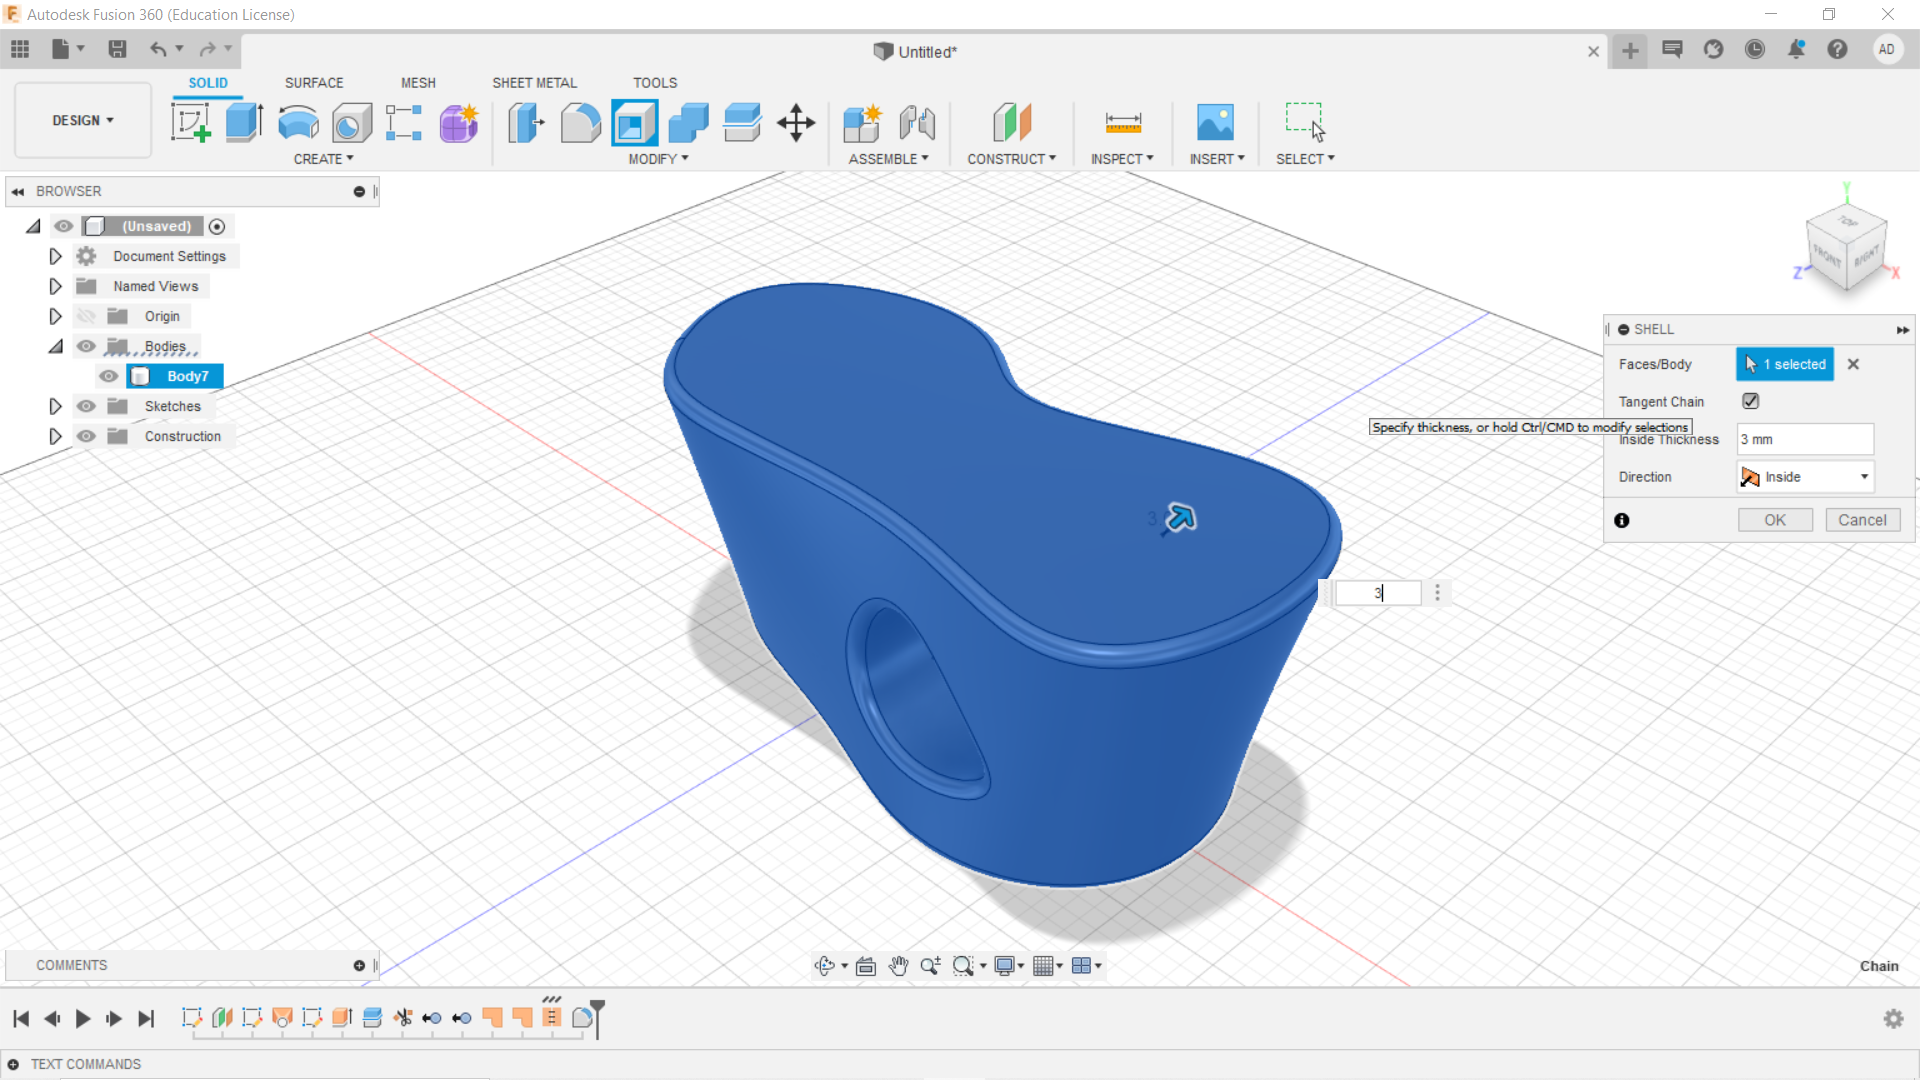 Autodesk Fusion 360 (Education License)
Untitled*
AD
DESIGN
SOLID
SURFACE
MESH
SHEET METAL
TOOLS
CREATE
MODIFY
ASSEMBLE
CONSTRUCT
INSPECT
INSERT
SELECT
BROWSER
(Unsaved)
Document Settings
Named Views
Origin
Bodies
Body7
Sketches
Construction
Y
TOP
FRONT
RIGHT
Z
X
SHELL
Faces/Body
1 selected
Tangent Chain
Specify thickness, or hold Ctrl/CMD to modify selections
Inside Thickness
3 mm
Direction
Inside
OK
Cancel
3
COMMENTS
Chain
TEXT COMMANDS